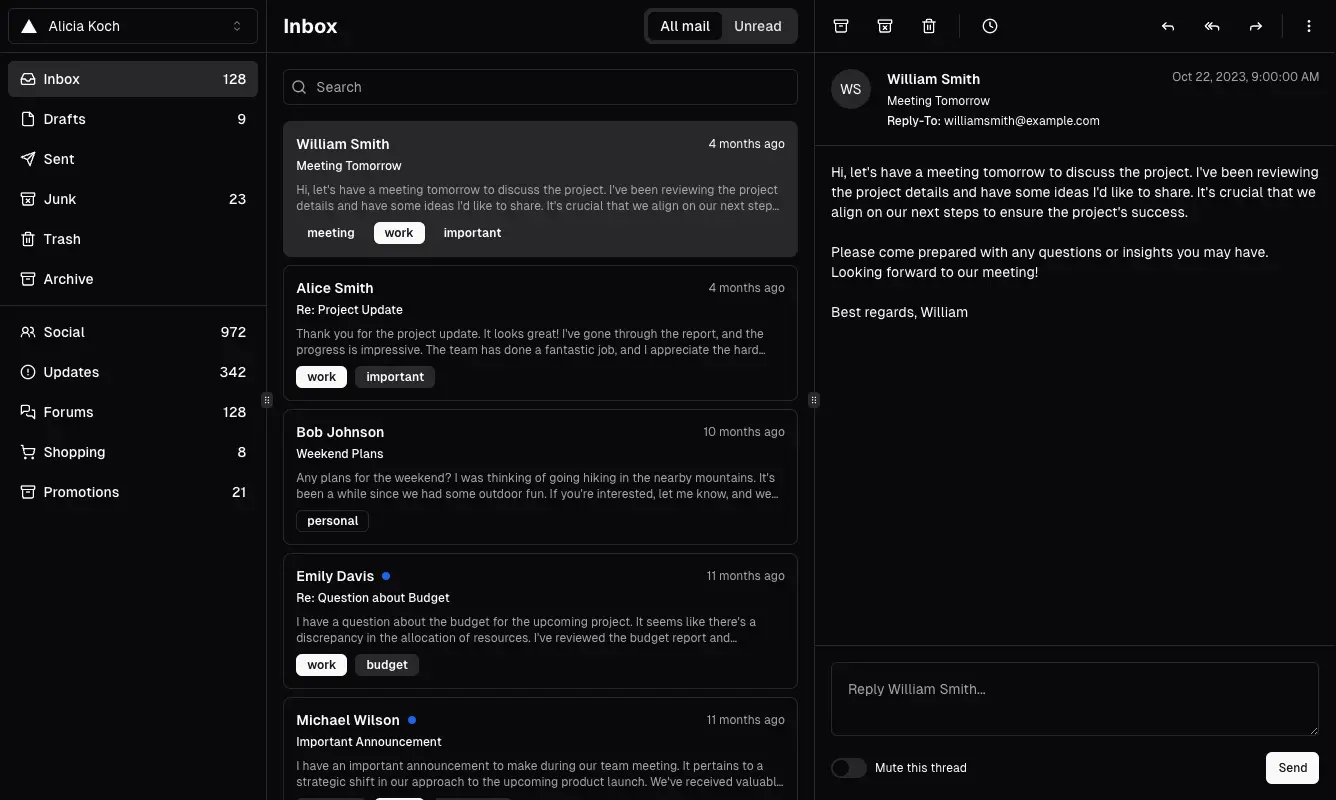 Alicia Koch
Inbox 128
Drafts 9
Sent
Junk 23
Trash
Archive
Social 972
Updates 342
Forums 128
Shopping 8
Promotions 21
Inbox
All mail Unread
Search
William Smith 4 months ago
Meeting Tomorrow
Hi, let's have a meeting tomorrow to discuss the project. I've been reviewing the project
details and have some ideas I'd like to share. It's crucial that we align on our next step...
meeting work important
Alice Smith 4 months ago
Re: Project Update
Thank you for the project update. It looks great! I've gone through the report, and the
progress is impressive. The team has done a fantastic job, and I appreciate the hard...
work important
Bob Johnson 10 months ago
Weekend Plans
Any plans for the weekend? I was thinking of going hiking in the nearby mountains. It's
been a while since we had some outdoor fun. If you're interested, let me know, and we...
personal
Emily Davis 11 months ago
Re: Question about Budget
I have a question about the budget for the upcoming project. It seems like there's a
discrepancy in the allocation of resources. I've reviewed the budget report and...
work budget
Michael Wilson 11 months ago
Important Announcement
I have an important announcement to make during our team meeting. It pertains to a
strategic shift in our approach to the upcoming product launch. We've received valuabl...
WS
William Smith Oct 22, 2023, 9:00:00 AM
Meeting Tomorrow
Reply-To: williamsmith@example.com
Hi, let's have a meeting tomorrow to discuss the project. I've been reviewing
the project details and have some ideas I'd like to share. It's crucial that we
align on our next steps to ensure the project's success.
Please come prepared with any questions or insights you may have.
Looking forward to our meeting!
Best regards, William
Reply William Smith...
Mute this thread Send